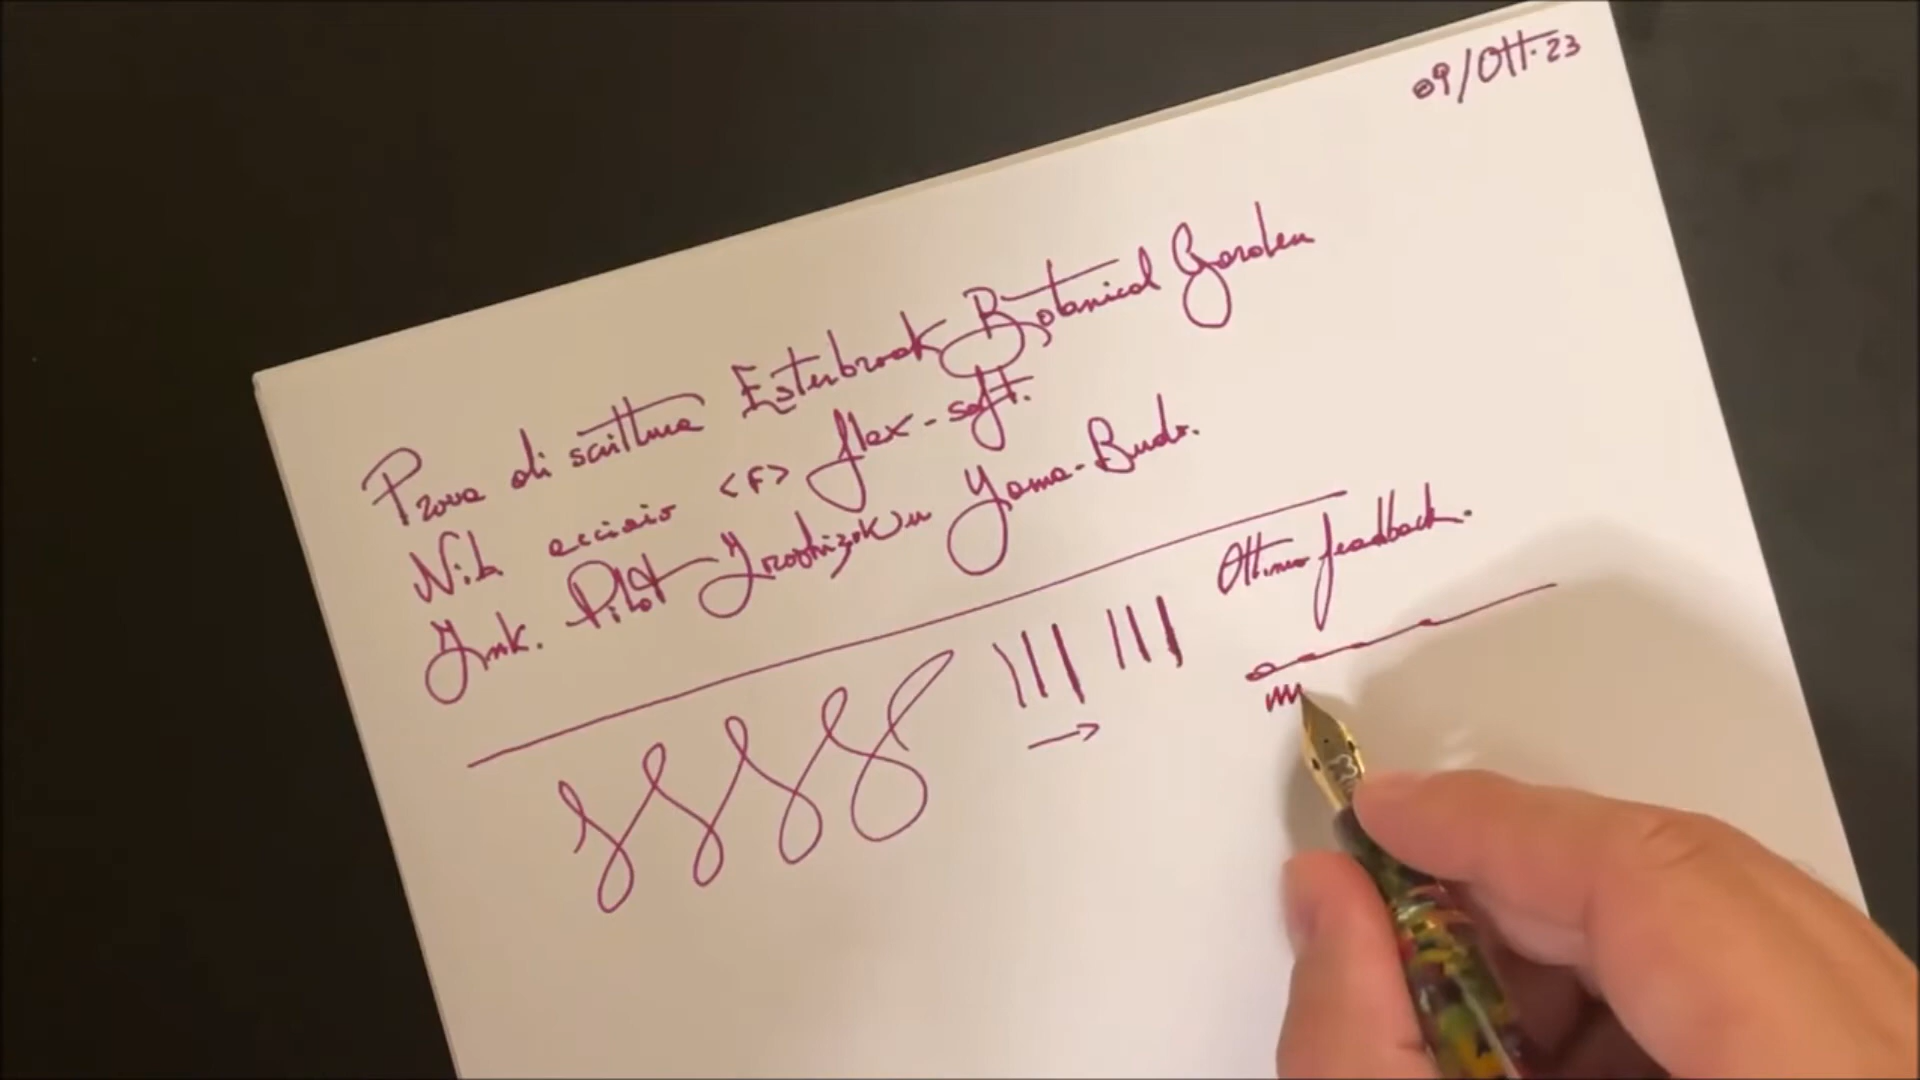 09/Ott.23
Prova di scrittura Esterbrook Botanical Garden
Nib acciaio <F> flex-soft.
Ink. Pilot Iroshizuku Yama-Budo.
Ottimo feedback.